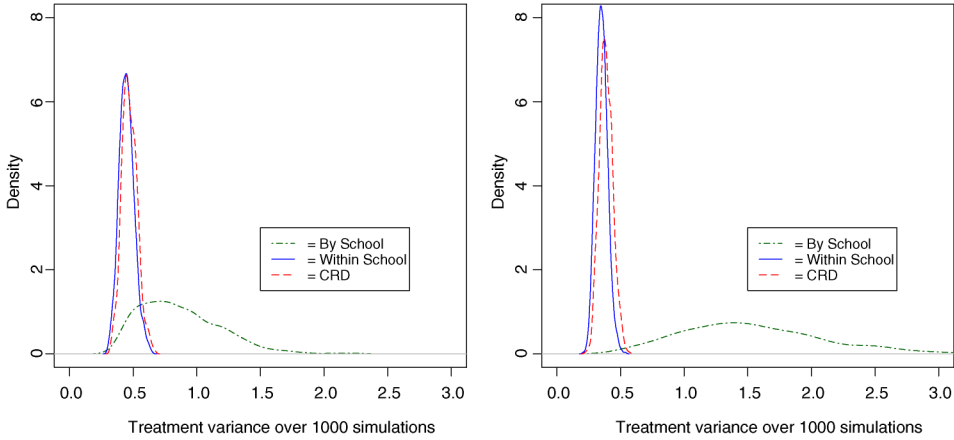 8
6
4
2
0
Density
= By School
= Within School
= CRD
0.0 0.5 1.0 1.5 2.0 2.5 3.0
Treatment variance over 1000 simulations
8
6
4
2
0
Density
= By School
= Within School
= CRD
0.0 0.5 1.0 1.5 2.0 2.5 3.0
Treatment variance over 1000 simulations